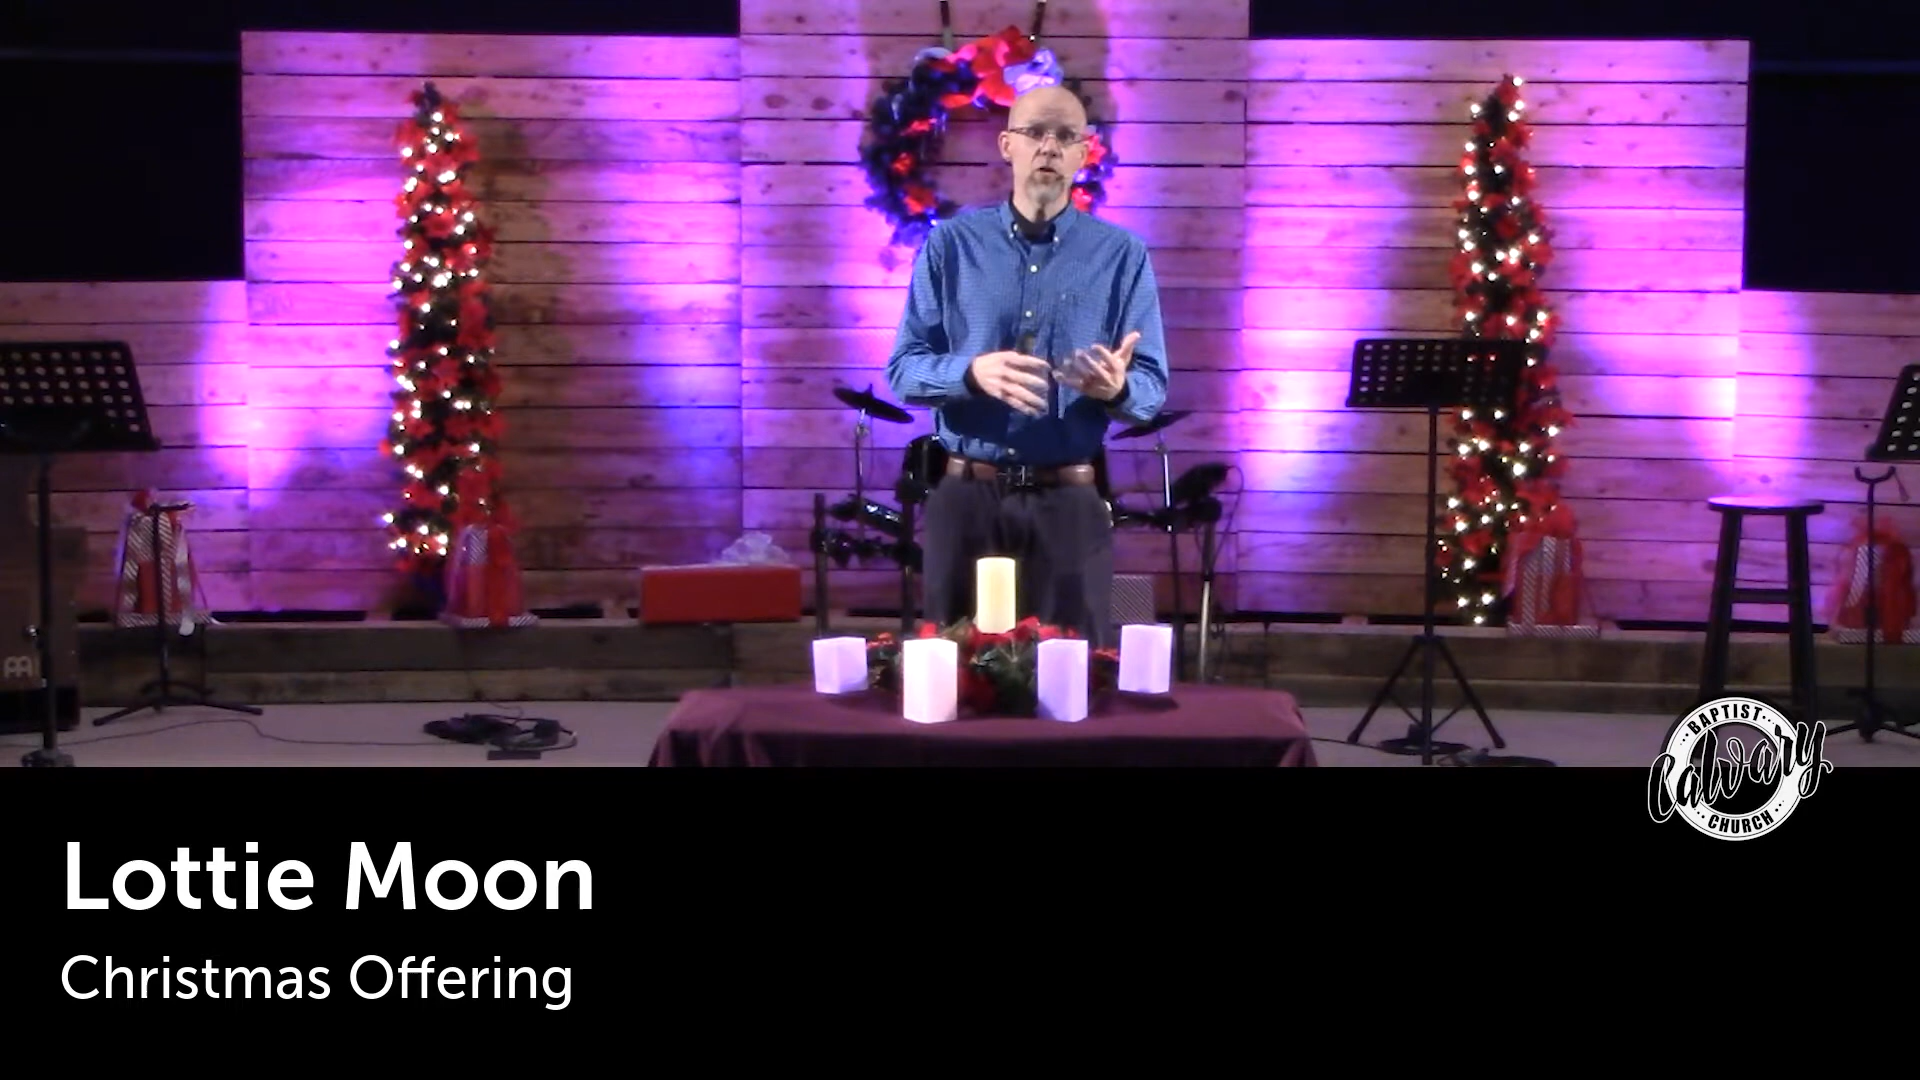 BAPTIST
Calvary
CHURCH
Lottie Moon
Christmas Offering